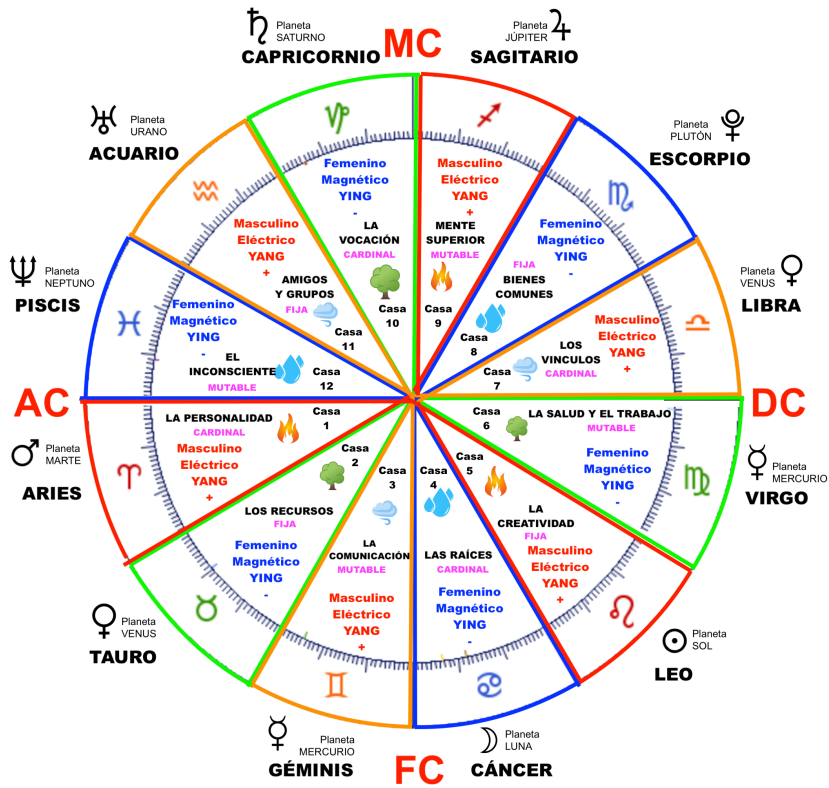 Planeta
SATURNO
CAPRICORNIO
MC
Planeta
JÚPITER
SAGITARIO
Planeta
URANO
ACUARIO
Planeta
PLUTÓN
ESCORPIO
Planeta
NEPTUNO
PISCIS
Planeta
VENUS
LIBRA
AC
DC
Planeta
MARTE
ARIES
Planeta
MERCURIO
VIRGO
Planeta
VENUS
TAURO
Planeta
SOL
LEO
Planeta
MERCURIO
GÉMINIS
FC
Planeta
LUNA
CÁNCER
Femenino
Magnético
YING
-
LA
VOCACIÓN
CARDINAL
Casa
10
Masculino
Eléctrico
YANG
+
MENTE
SUPERIOR
MUTABLE
Casa
9
Masculino
Eléctrico
YANG
+
AMIGOS
Y GRUPOS
FIJA
Casa
11
Femenino
Magnético
YING
-
FIJA
BIENES
COMUNES
Casa
8
Femenino
Magnético
YING
-
EL
INCONSCIENTE
MUTABLE
Casa
12
Masculino
Eléctrico
YANG
+
LOS
VINCULOS
CARDINAL
Casa
7
LA PERSONALIDAD
CARDINAL
Masculino
Eléctrico
YANG
+
Casa
1
Casa
6
LA SALUD Y EL TRABAJO
MUTABLE
Femenino
Magnético
YING
-
Casa
2
LOS RECURSOS
FIJA
Femenino
Magnético
YING
-
Casa
3
LA
COMUNICACIÓN
MUTABLE
Masculino
Eléctrico
YANG
+
Casa
4
LAS RAÍCES
CARDINAL
Femenino
Magnético
YING
-
Casa
5
LA
CREATIVIDAD
FIJA
Masculino
Eléctrico
YANG
+